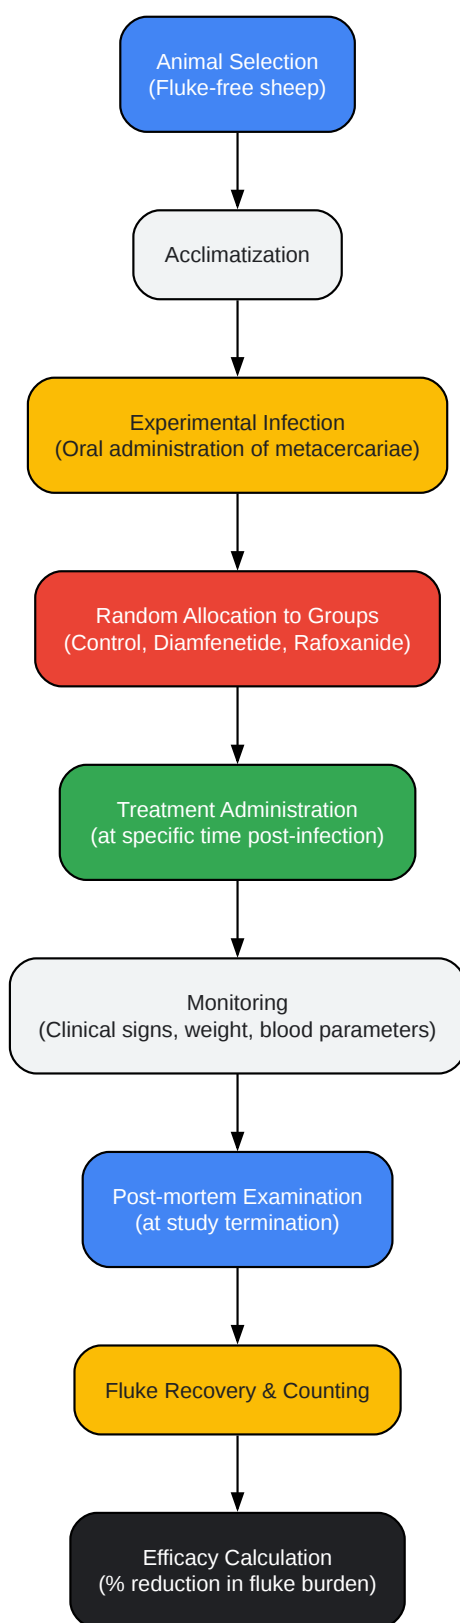 Animal Selection
(Fluke-free sheep)
Acclimatization
Experimental Infection
(Oral administration of metacercariae)
Random Allocation to Groups
(Control, Diamfenetide, Rafoxanide)
Treatment Administration
(at specific time post-infection)
Monitoring
(Clinical signs, weight, blood parameters)
Post-mortem Examination
(at study termination)
Fluke Recovery & Counting
Efficacy Calculation
(% reduction in fluke burden)